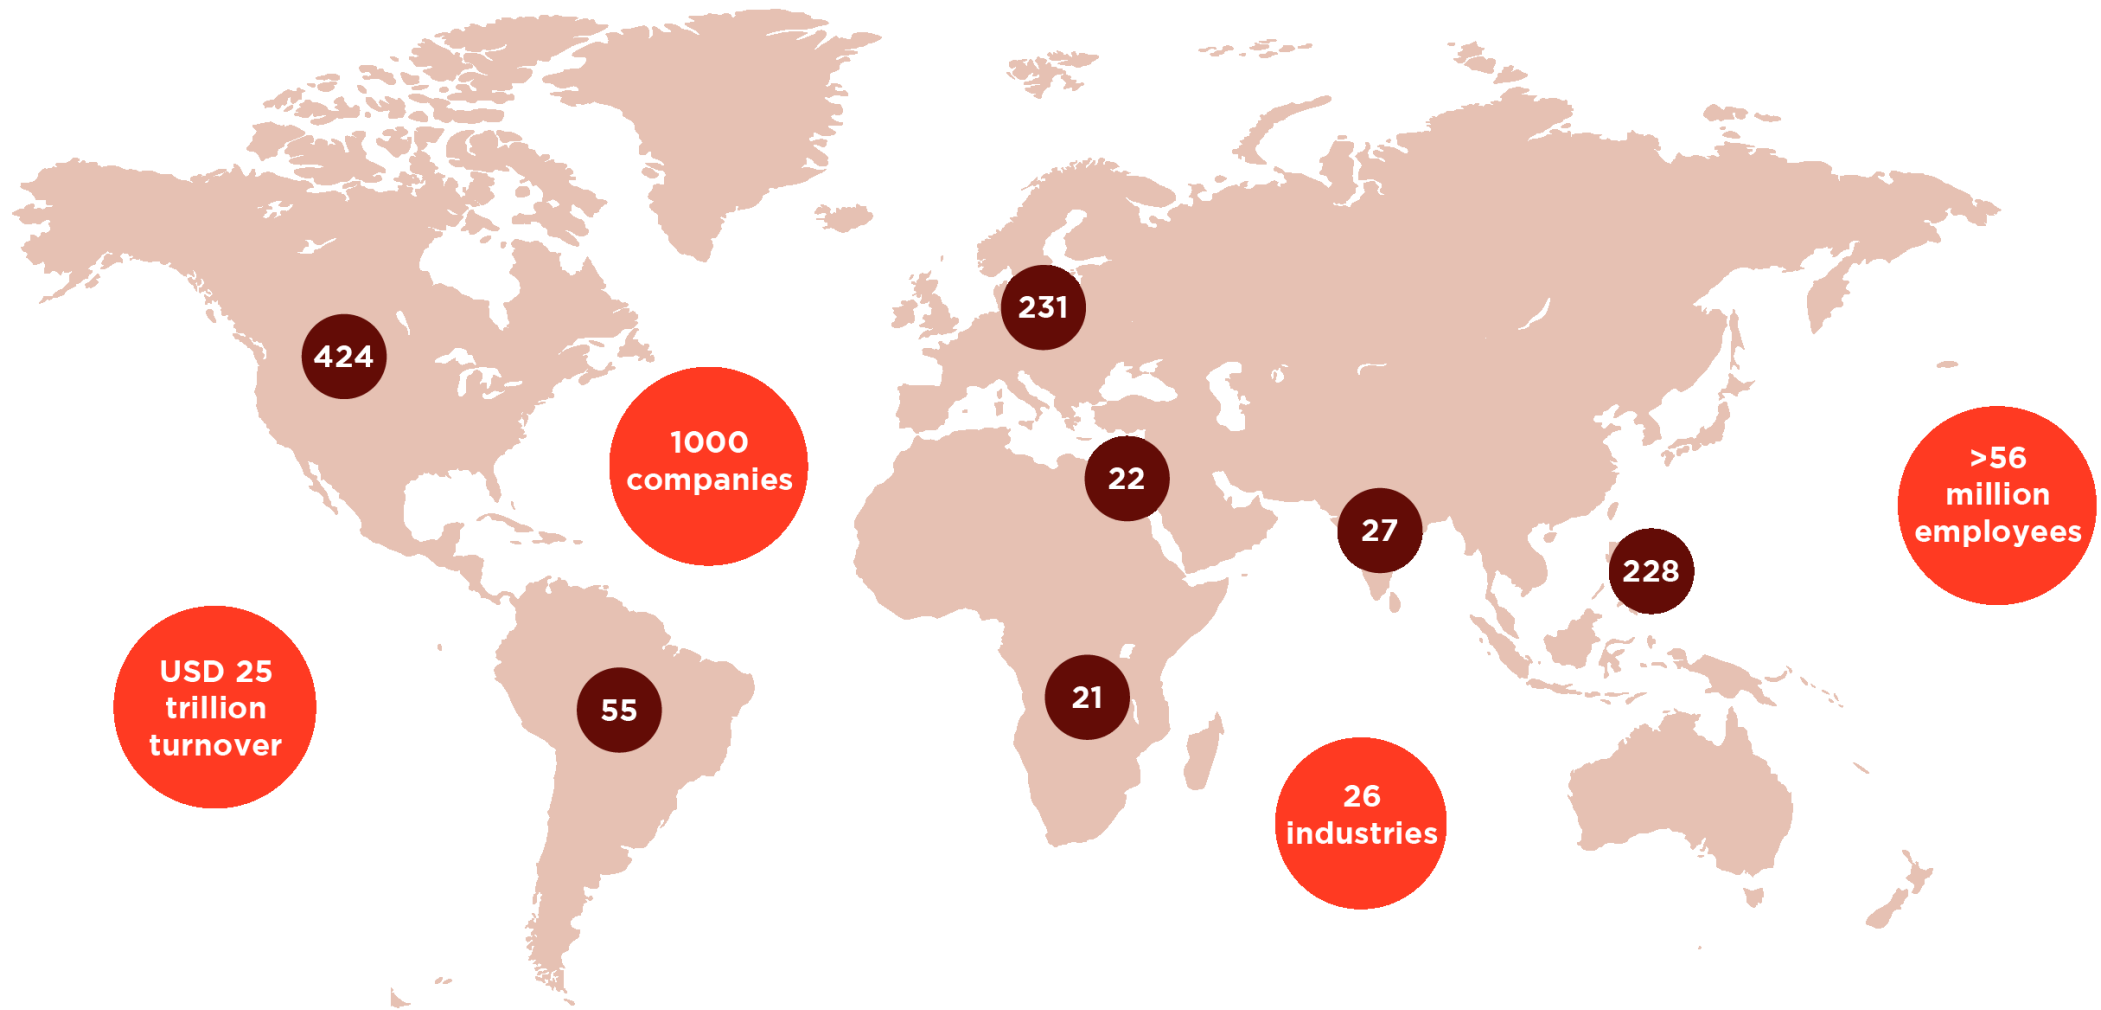 231
424
1000
companies
>56
million
employees
22
27
228
USD 25
trillion
turnover
55
21
26
industries